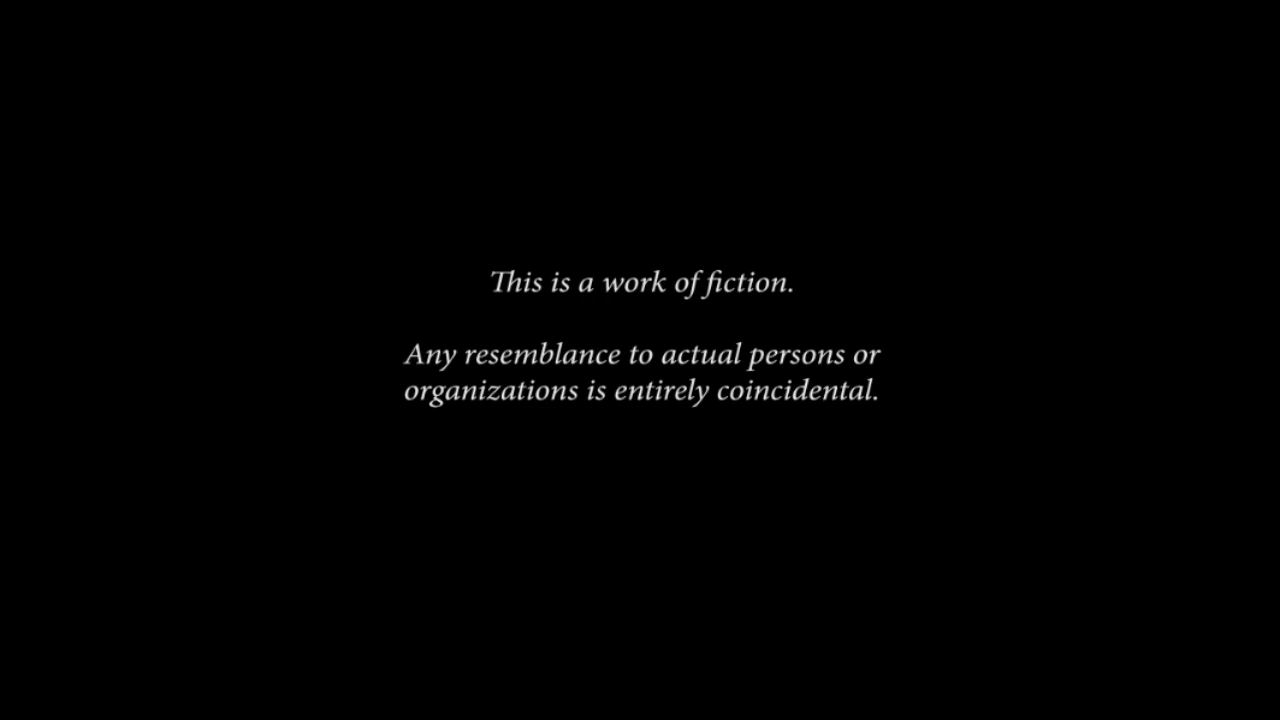 This is a work of fiction.
Any resemblance to actual persons or
organizations is entirely coincidental.